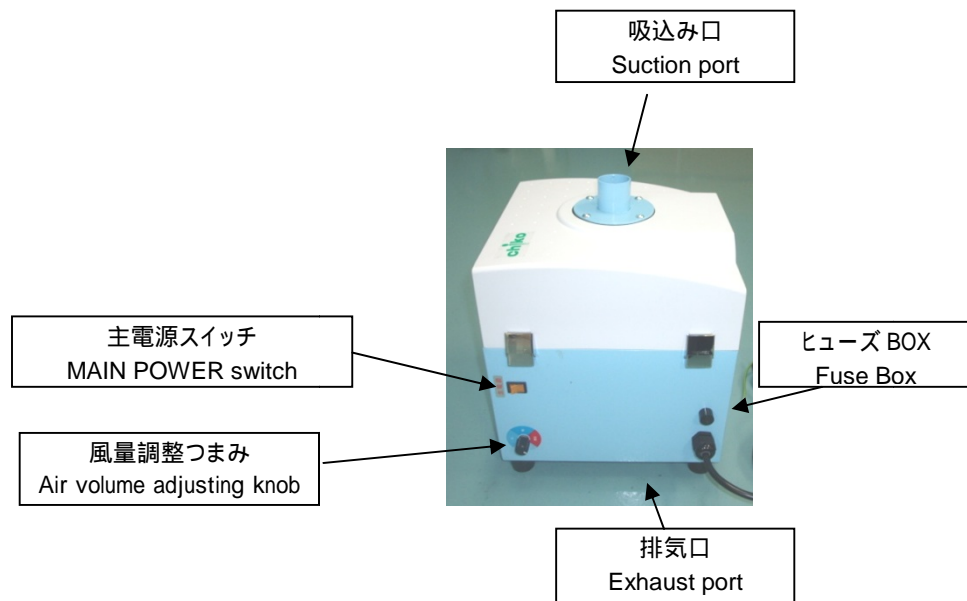 吸込み口
Suction port
chiko
主電源スイッチ
MAIN POWER switch
ヒューズ BOX
Fuse Box
風量調整つまみ
Air volume adjusting knob
排気口
Exhaust port